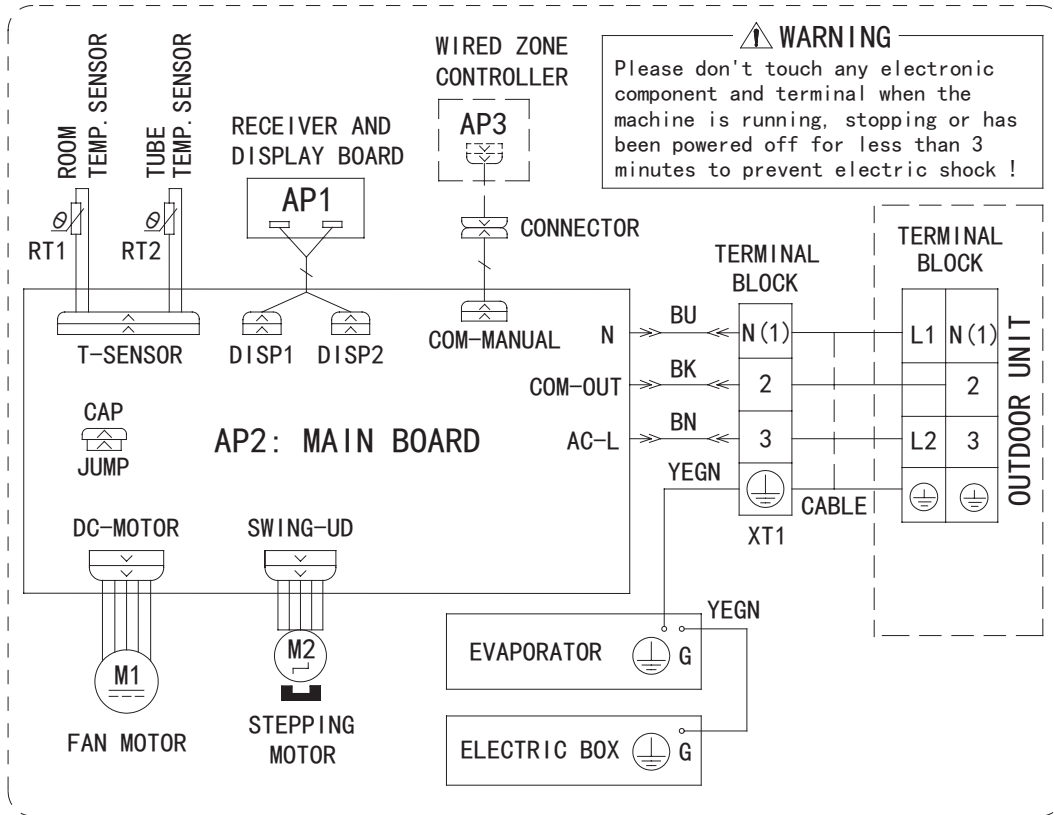 ROOM
TEMP. SENSOR
TUBE
TEMP. SENSOR
θ
RT1
θ
RT2
RECEIVER AND
DISPLAY BOARD
AP1
WIRED ZONE
CONTROLLER
AP3
CONNECTOR
WARNING
Please don't touch any electronic
component and terminal when the
machine is running, stopping or has
been powered off for less than 3
minutes to prevent electric shock !
T-SENSOR
DISP1
DISP2
COM-MANUAL
N
COM-OUT
AC-L
BU
BK
BN
YEGN
TERMINAL
BLOCK
N(1)
2
3
XT1
CABLE
TERMINAL
BLOCK
L1
N(1)
2
L2
3
OUTDOOR UNIT
CAP
JUMP
AP2: MAIN BOARD
DC-MOTOR
SWING-UD
M1
FAN MOTOR
M2
STEPPING
MOTOR
YEGN
EVAPORATOR
G
ELECTRIC BOX
G